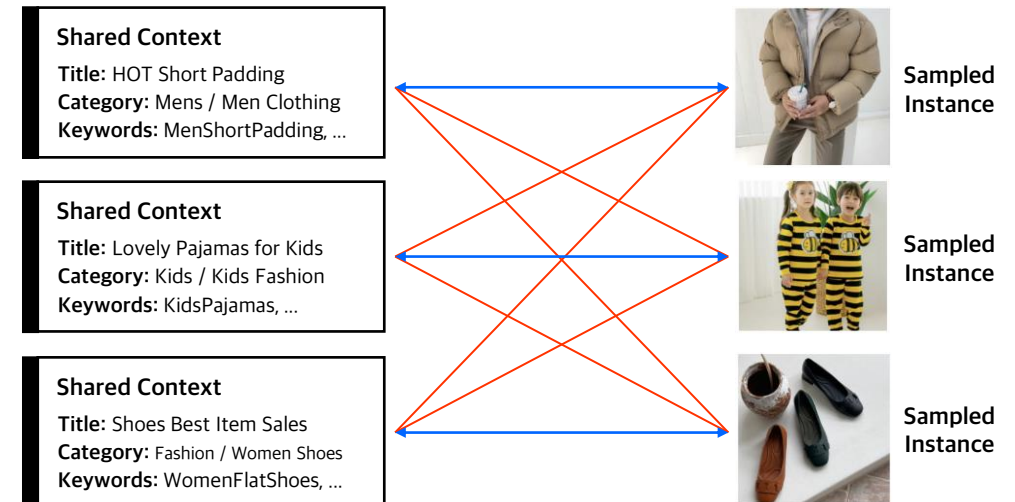 Shared Context
Title: HOT Short Padding
Category: Mens / Men Clothing
Keywords: MenShortPadding, ...
Sampled
Instance
Shared Context
Title: Lovely Pajamas for Kids
Category: Kids / Kids Fashion
Keywords: KidsPajamas, ...
Sampled
Instance
Shared Context
Title: Shoes Best Item Sales
Category: Fashion / Women Shoes
Keywords: WomenFlatShoes, ...
Sampled
Instance